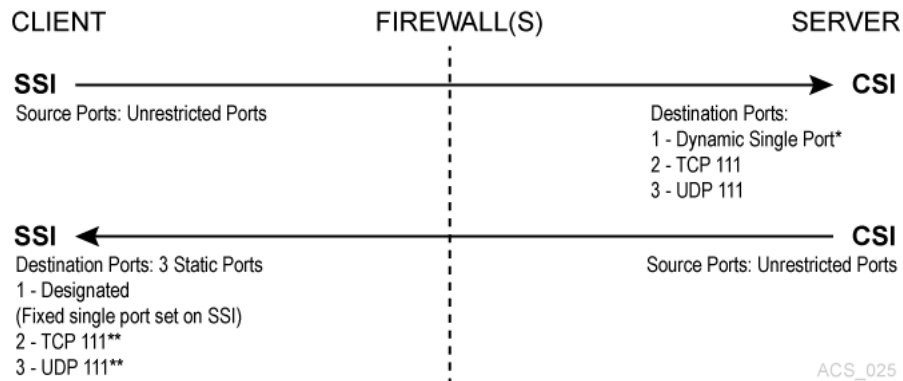 CLIENT FIREWALL(S) SERVER
SSI CSI
Source Ports: Unrestricted Ports
Destination Ports:
1 - Dynamic Single Port*
2 - TCP 111
3 - UDP 111
SSI CSI
Destination Ports: 3 Static Ports
1 - Designated
(Fixed single port set on SSI)
2 - TCP 111**
3 - UDP 111**
Source Ports: Unrestricted Ports
ACS_025